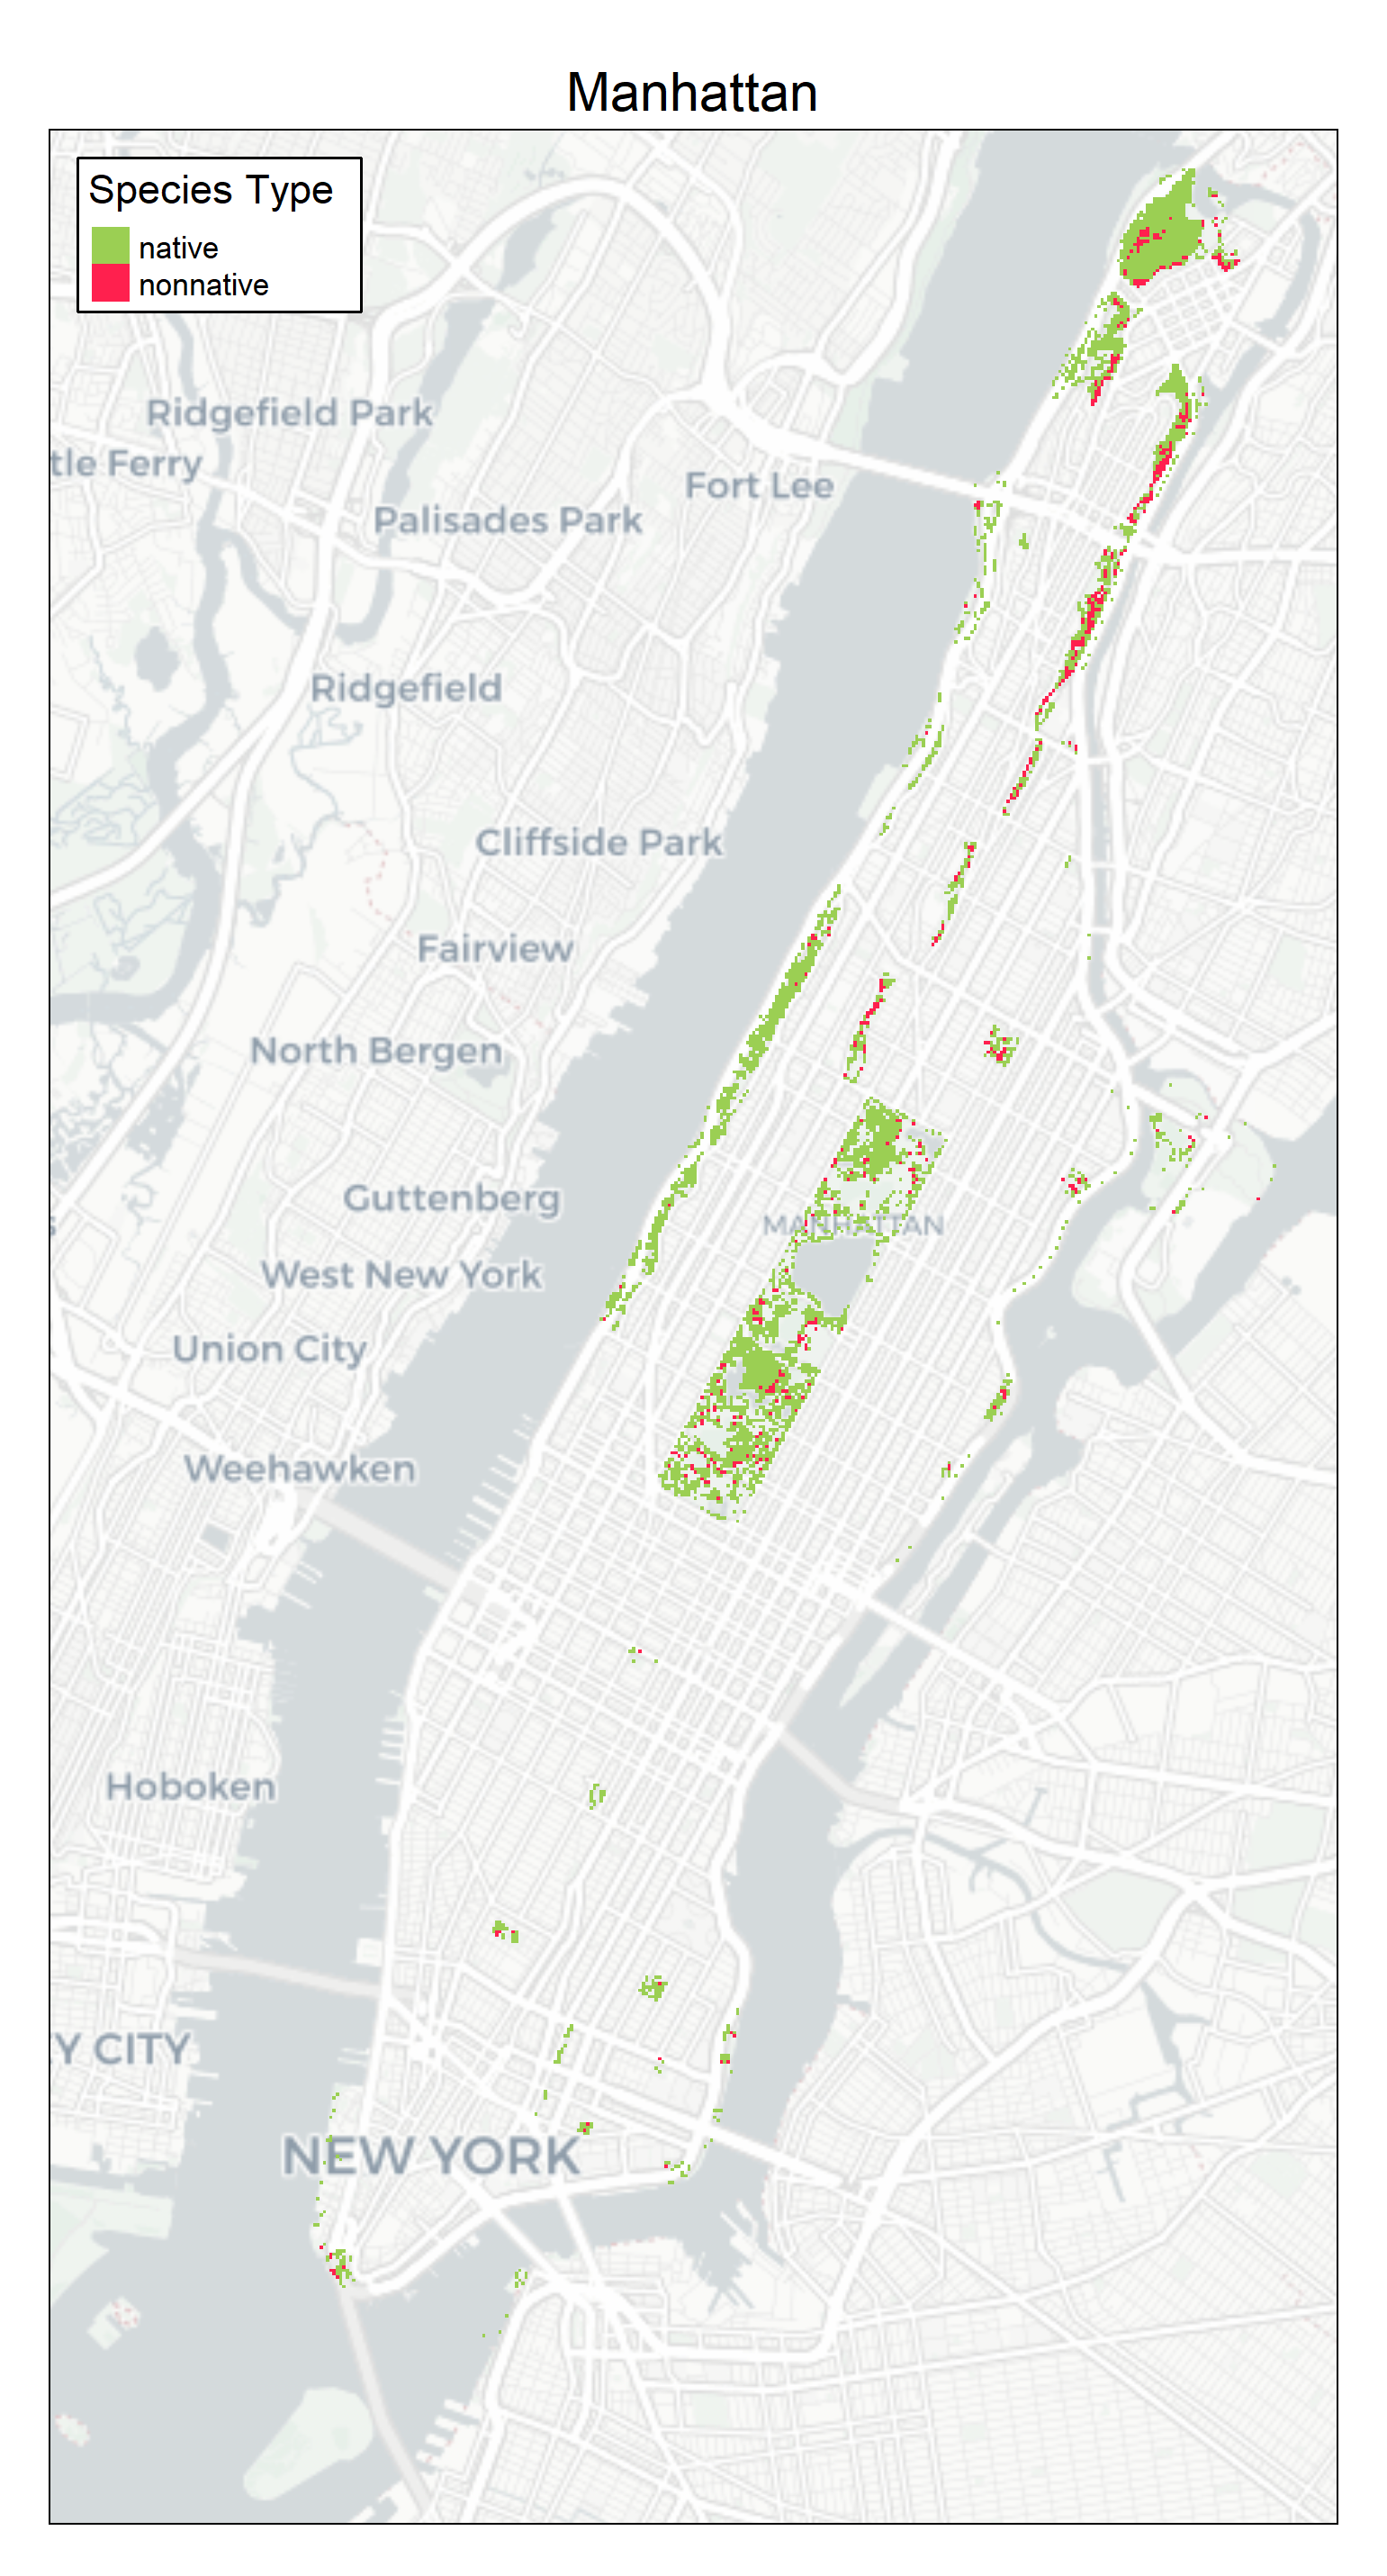 Manhattan
Species Type
native
nonnative
Ridgefield Park
tle Ferry
Fort Lee
Palisades Park
Ridgefield
Cliffside Park
Fairview
North Bergen
Guttenberg
MANHATTAN
West New York
Union City
Weehawken
Hoboken
Y CITY
NEW YORK